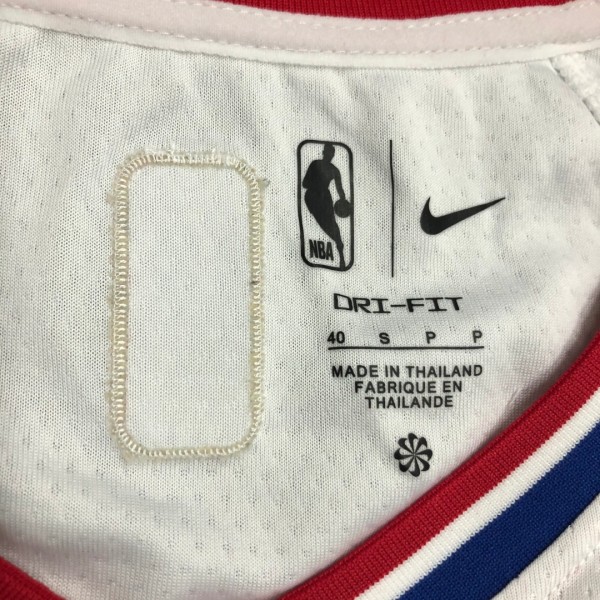 NBA
DRI-FIT
40 S P P
MADE IN THAILAND
FABRIQUE EN
THAILANDE